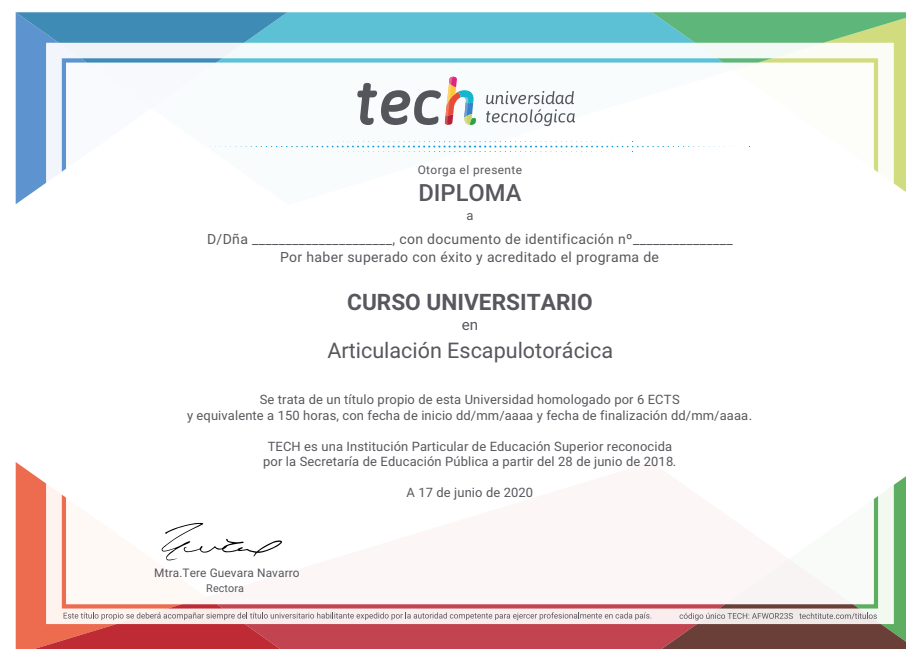 tech universidad
tecnológica
Otorga el presente
DIPLOMA
a
D/Dña _____________________, con documento de identificación nº_______________
Por haber superado con éxito y acreditado el programa de
CURSO UNIVERSITARIO
en
Articulación Escapulotorácica
Se trata de un título propio de esta Universidad homologado por 6 ECTS
y equivalente a 150 horas, con fecha de inicio dd/mm/aaaa y fecha de finalización dd/mm/aaaa.
TECH es una Institución Particular de Educación Superior reconocida
por la Secretaría de Educación Pública a partir del 28 de junio de 2018.
A 17 de junio de 2020
Mtra.Tere Guevara Navarro
Rectora
Este título propio se deberá acompañar siempre del título universitario habilitante expedido por la autoridad competente para ejercer profesionalmente en cada país. código único TECH: AFWOR23S techtitute.com/titulos